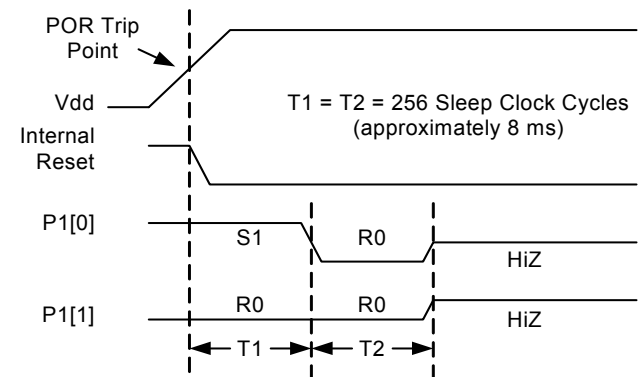 POR Trip
Point
Vdd
T1 = T2 = 256 Sleep Clock Cycles
(approximately 8 ms)
Internal
Reset
P1[0]
S1
R0
HiZ
P1[1]
R0
R0
HiZ
T1
T2